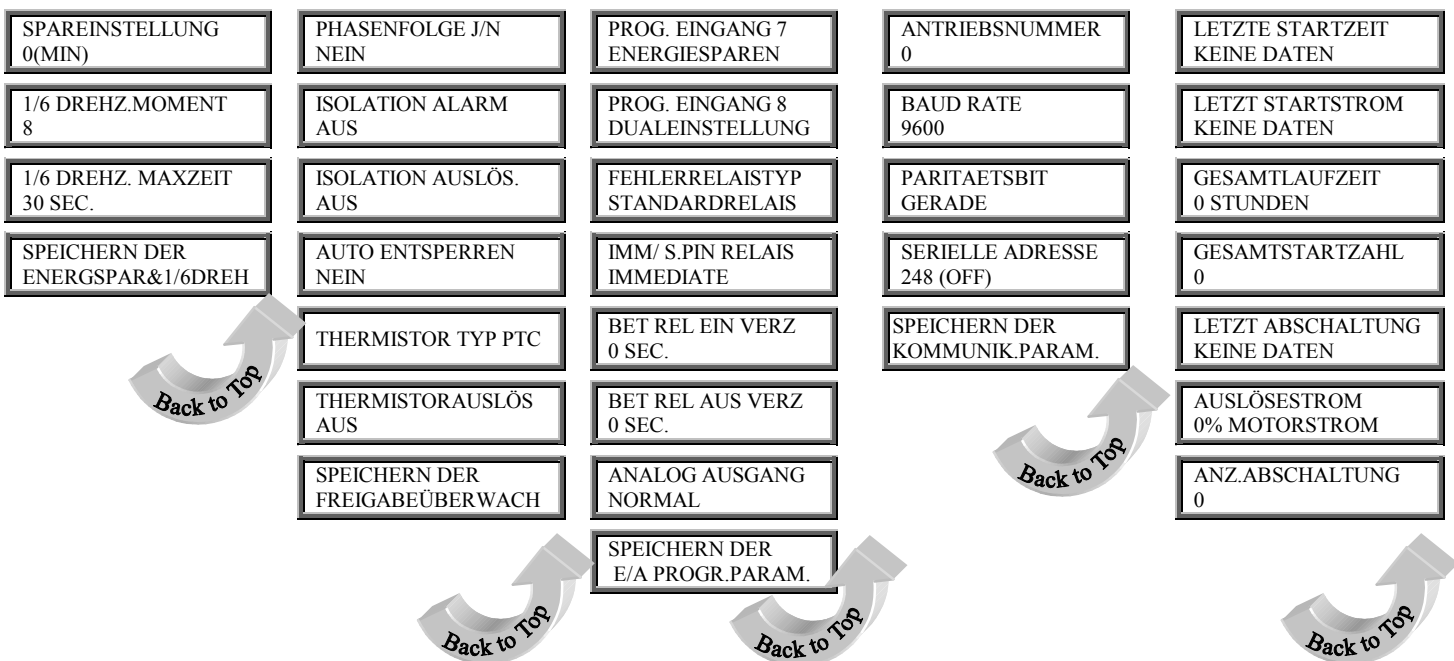 SPAREINSTELLUNG
0(MIN)
1/6 DREHZ.MOMENT
8
1/6 DREHZ. MAXZEIT
30 SEC.
SPEICHERN DER
ENERGSPAR&1/6DREH
Back to Top
PHASENFOLGE J/N
NEIN
ISOLATION ALARM
AUS
ISOLATION AUSLÖS.
AUS
AUTO ENTSPERREN
NEIN
THERMISTOR TYP PTC
THERMISTORAUSLÖS
AUS
SPEICHERN DER
FREIGABEÜBERWACH
Back to Top
PROG. EINGANG 7
ENERGIESPAREN
PROG. EINGANG 8
DUALEINSTELLUNG
FEHLERRELAISTYP
STANDARDRELAIS
IMM/ S.PIN RELAIS
IMMEDIATE
BET REL EIN VERZ
0 SEC.
BET REL AUS VERZ
0 SEC.
ANALOG AUSGANG
NORMAL
SPEICHERN DER
E/A PROGR.PARAM.
Back to Top
ANTRIEBSNUMMER
0
BAUD RATE
9600
PARITAETSBIT
GERADE
SERIELLE ADRESSE
248 (OFF)
SPEICHERN DER
KOMMUNIK.PARAM.
Back to Top
LETZTE STARTZEIT
KEINE DATEN
LETZT STARTSTROM
KEINE DATEN
GESAMTLAUFZEIT
0 STUNDEN
GESAMTSTARTZAHL
0
LETZT ABSCHALTUNG
KEINE DATEN
AUSLÖSESTROM
0% MOTORSTROM
ANZ.ABSCHALTUNG
0
Back to Top